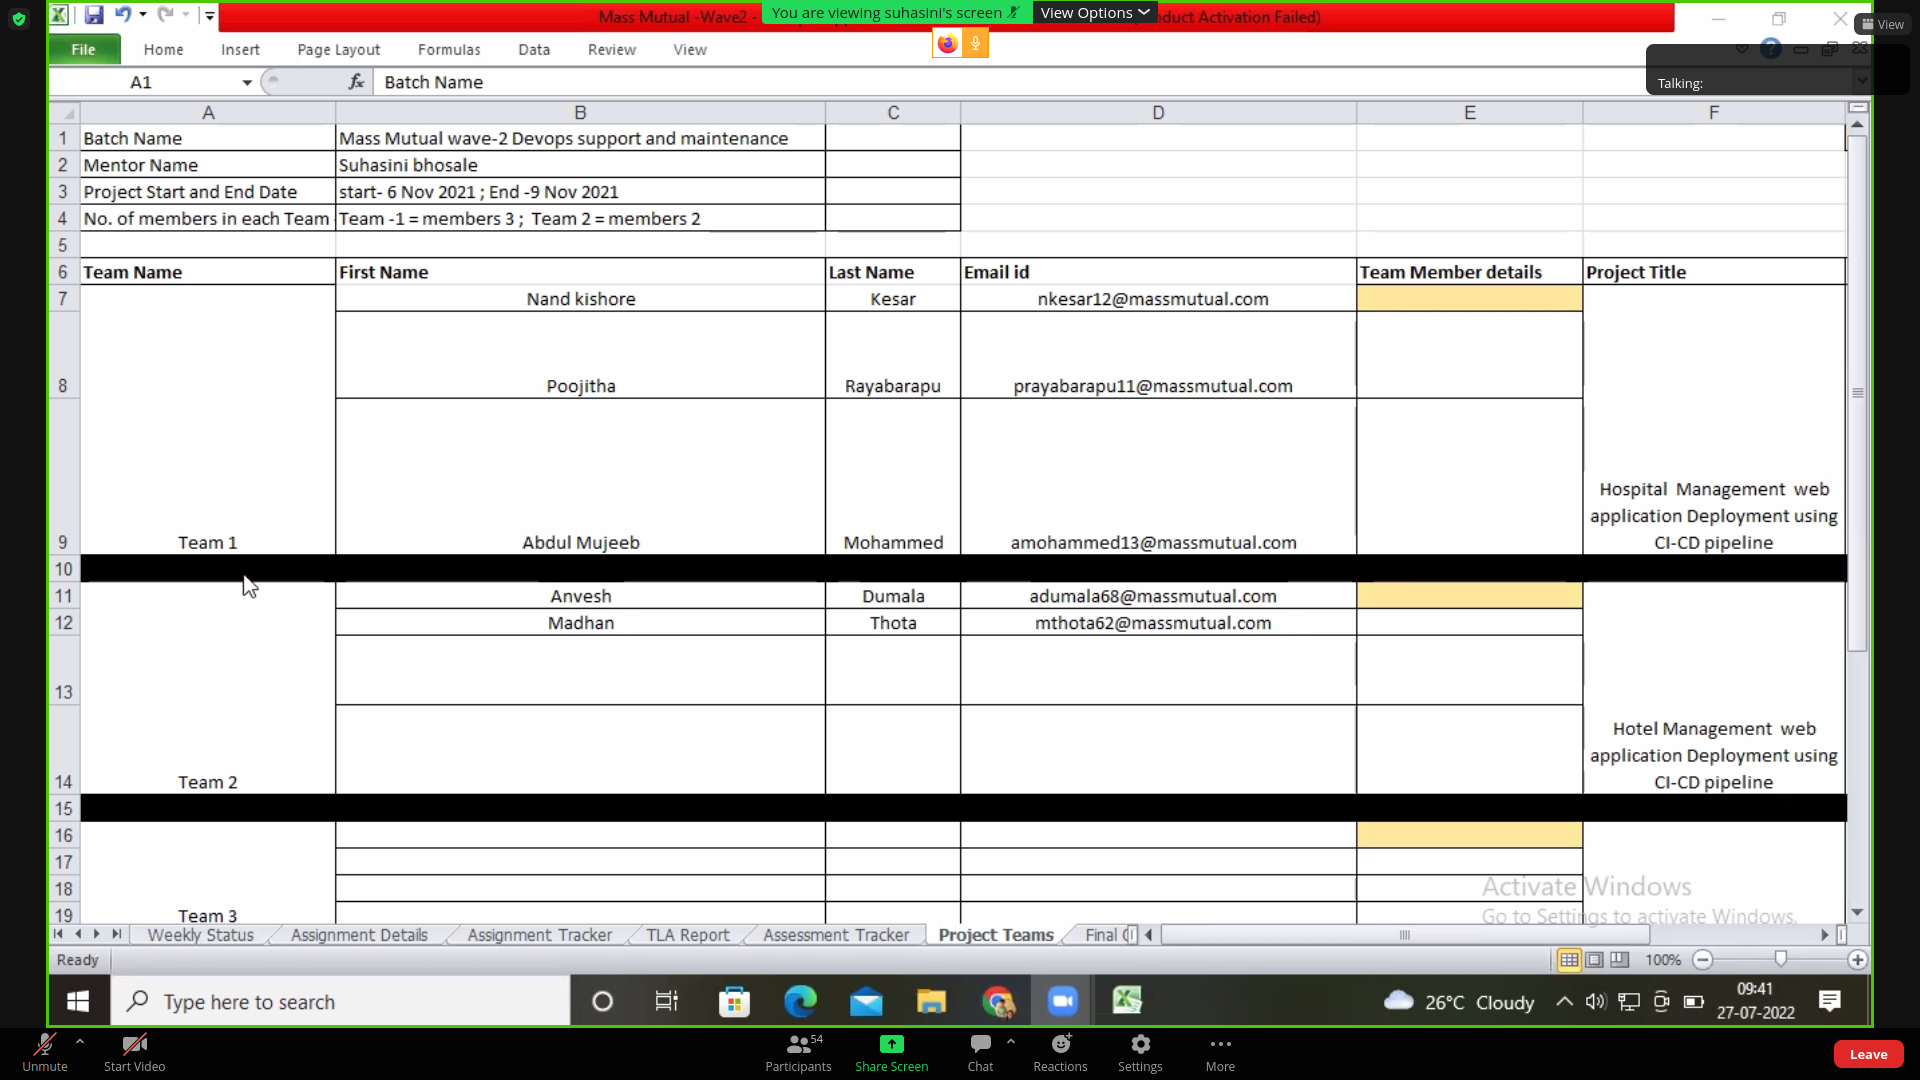 Mass Mutual -Wave2 -
You are viewing suhasini's screen
View Options
duct Activation Failed)
View
File Home Insert Page Layout Formulas Data Review View
Talking:
A1 fx Batch Name
A B C D E F
1 Batch Name Mass Mutual wave-2 Devops support and maintenance
2 Mentor Name Suhasini bhosale
3 Project Start and End Date start- 6 Nov 2021 ; End -9 Nov 2021
4 No. of members in each Team Team -1 = members 3 ; Team 2 = members 2
5
6 Team Name First Name Last Name Email id Team Member details Project Title
7 Nand kishore Kesar nkesar12@massmutual.com
8 Poojitha Rayabarapu prayabarapu11@massmutual.com
Hospital Management web
application Deployment using
9 Team 1 Abdul Mujeeb Mohammed amohammed13@massmutual.com CI-CD pipeline
10
11 Anvesh Dumala adumala68@massmutual.com
12 Madhan Thota mthota62@massmutual.com
13
Hotel Management web
application Deployment using
14 Team 2 CI-CD pipeline
15
16
17
18
19 Team 3
Activate Windows
Go to Settings to activate Windows.
Weekly Status Assignment Details Assignment Tracker TLA Report Assessment Tracker Project Teams Final
Ready 100%
Type here to search 26°C Cloudy 09:41
27-07-2022
Unmute Start Video Participants 54 Share Screen Chat Reactions Settings More Leave